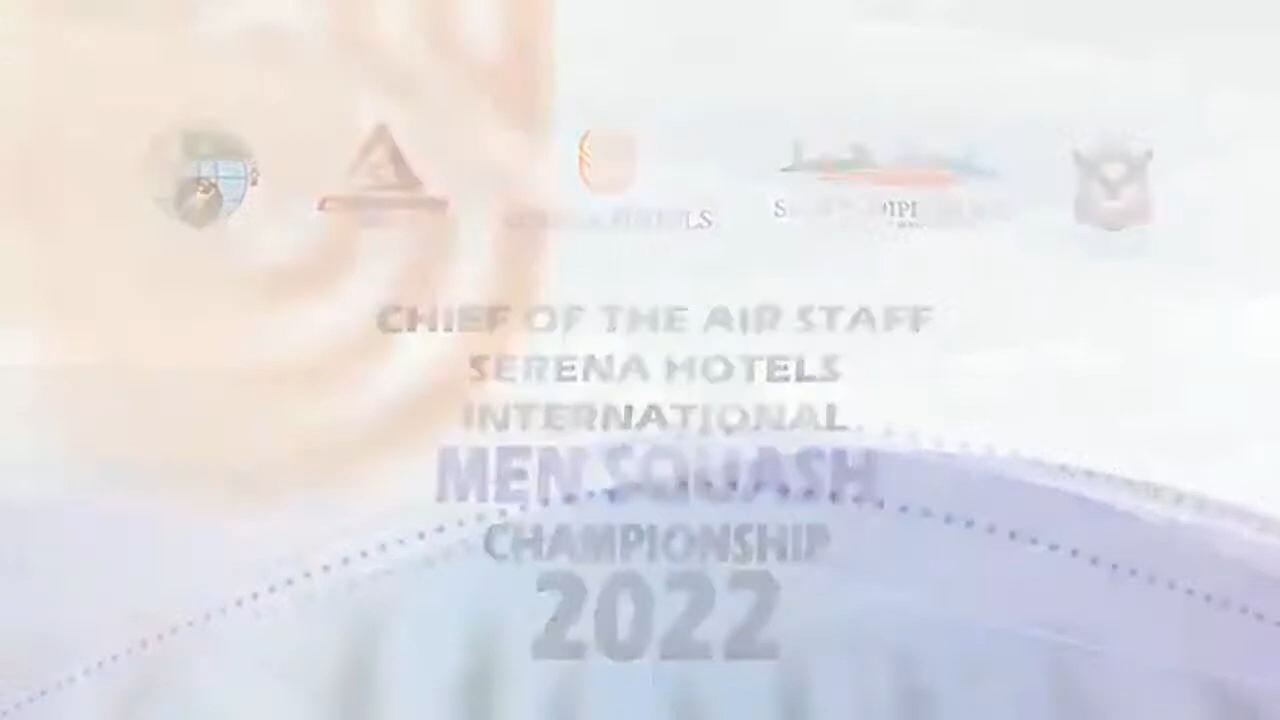 CHIEF OF THE AIR STAFF
SERENA HOTELS
INTERNATIONAL
MEN SQUASH
CHAMPIONSHIP
2022